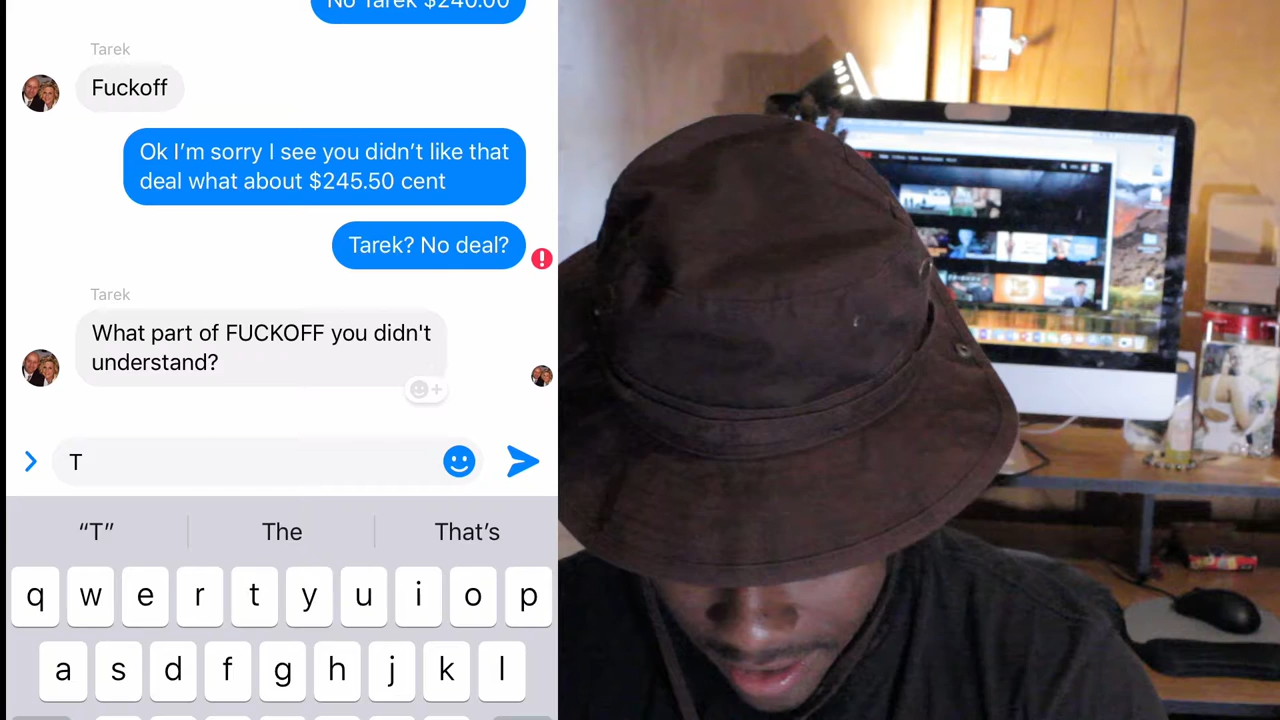 No Tarek $240.00
Tarek
Fuckoff
Ok I'm sorry I see you didn't like that
deal what about $245.50 cent
Tarek? No deal?
Tarek
What part of FUCKOFF you didn't
understand?
T
“T” The That's
q w e r t y u i o p
a s d f g h j k l